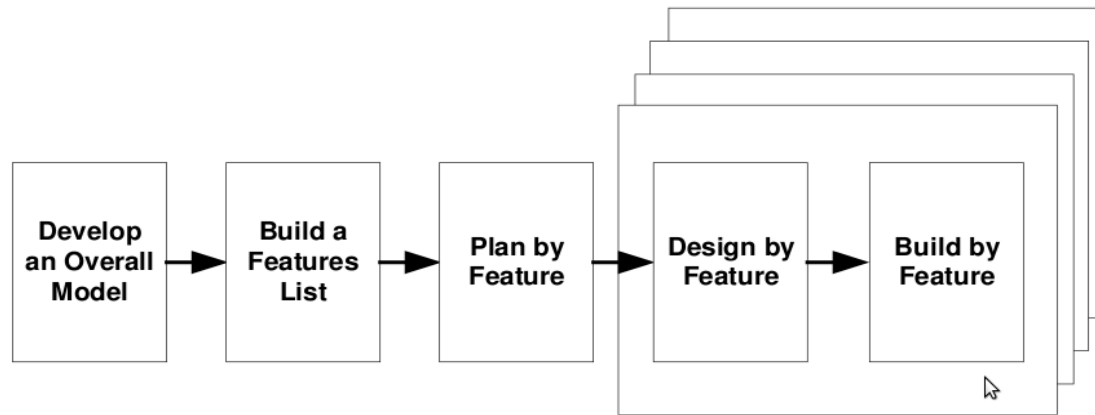 Develop
an Overall
Model
Build a
Features
List
Plan by
Feature
Design by
Feature
Build by
Feature